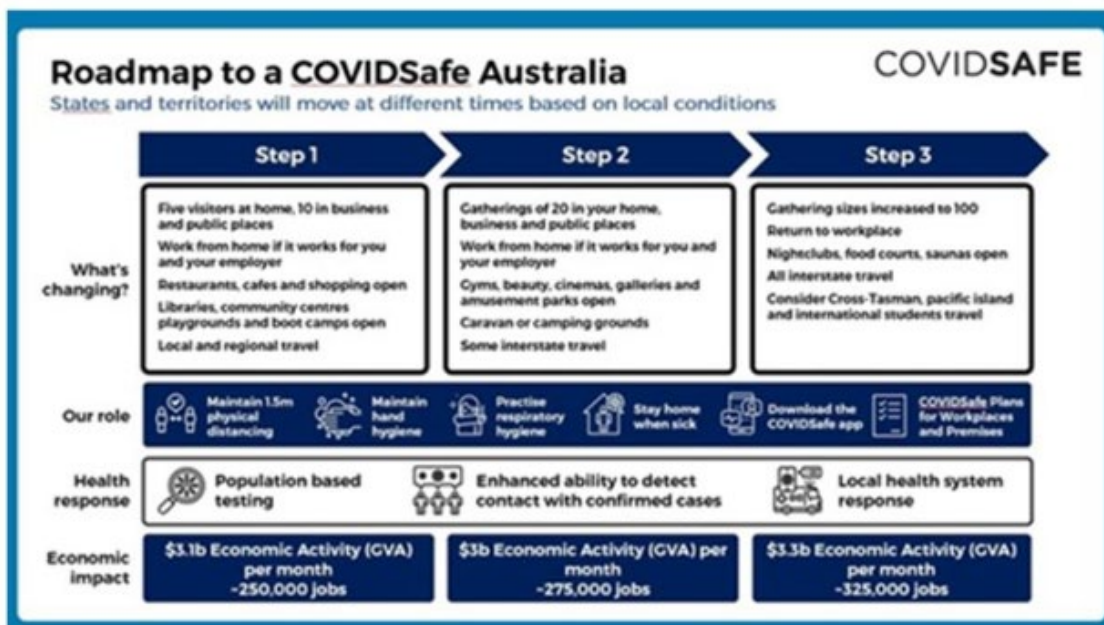 Roadmap to a COVIDSafe Australia
COVIDSAFE
States and territories will move at different times based on local conditions
Step 1
Step 2
Step 3
What's
changing?
Five visitors at home, 10 in business
and public places
Work from home if it works for you
and your employer
Restaurants, cafes and shopping open
Libraries, community centres
playgrounds and boot camps open
Local and regional travel
Gatherings of 20 in your home,
business and public places
Work from home if it works for you and
your employer
Gyms, beauty, cinemas, galleries and
amusement parks open
Caravan or camping grounds
Some interstate travel
Gathering sizes increased to 100
Return to workplace
Nightclubs, food courts, saunas open
All interstate travel
Consider Cross-Tasman, pacific island
and international students travel
Our role
Maintain 1.5m
physical
distancing
Maintain
hand
hygiene
Practise
respiratory
hygiene
Stay home
when sick
Download the
COVIDSafe app
COVIDSafe Plans
for Workplaces
and Premises
Health
response
Population based
testing
Enhanced ability to detect
contact with confirmed cases
Local health system
response
Economic
impact
$3.1b Economic Activity (GVA)
per month
~250,000 jobs
$3b Economic Activity (GVA) per
month
~275,000 jobs
$3.3b Economic Activity (GVA)
per month
~325,000 jobs